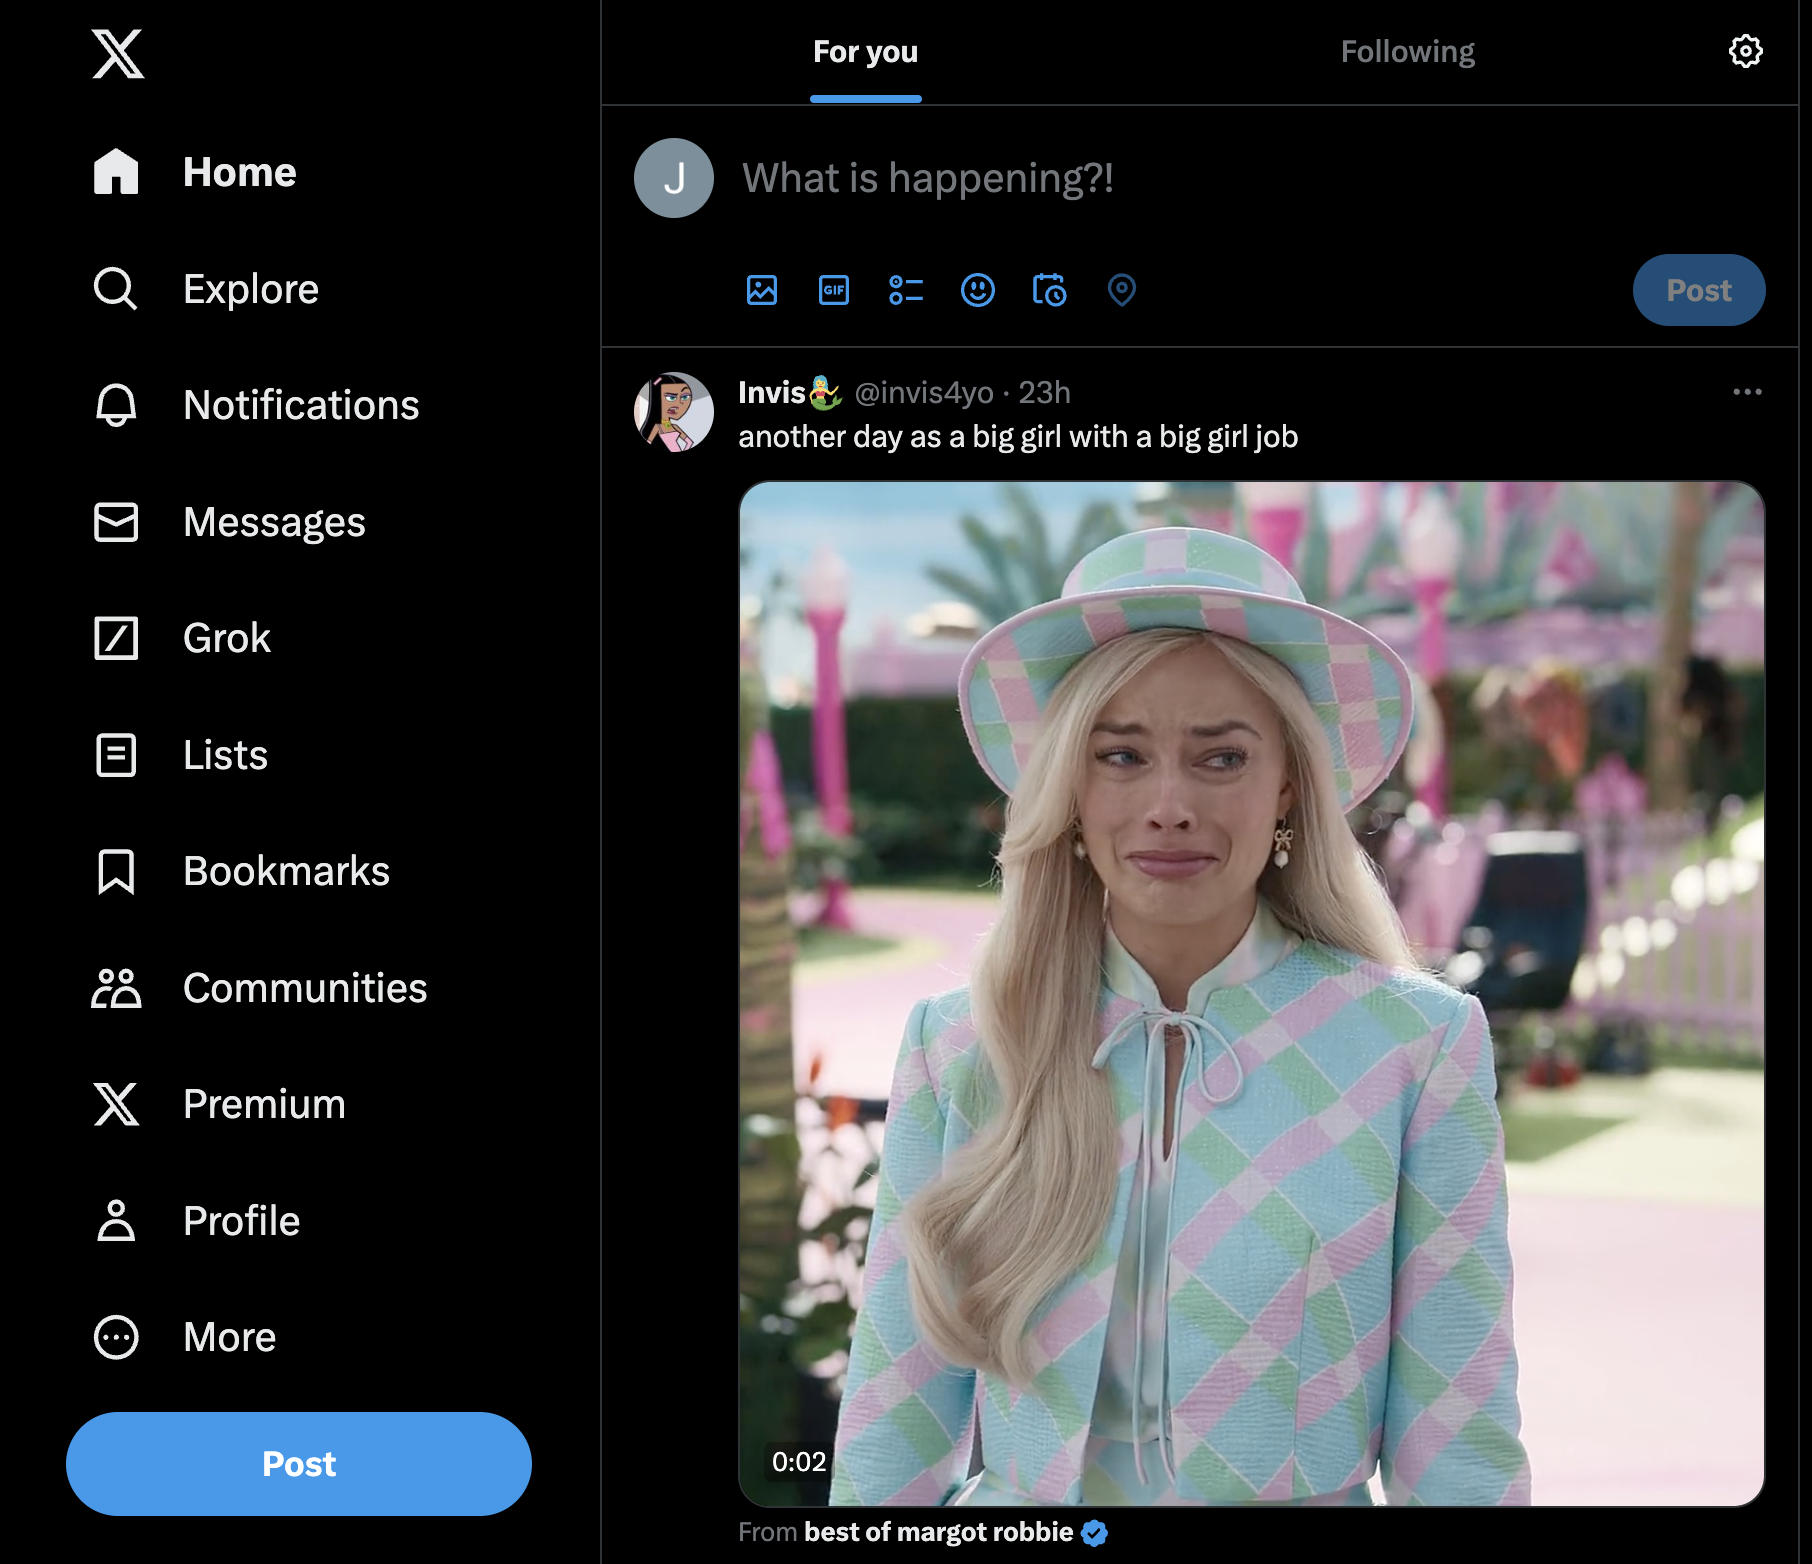 Home
Explore
Notifications
Messages
Grok
Lists
Bookmarks
Communities
Premium
Profile
More
Post
For you
Following
J
What is happening?!
GIF
Post
Invis🧜‍♀️ @invis4yo · 23h
another day as a big girl with a big girl job
0:02
From best of margot robbie